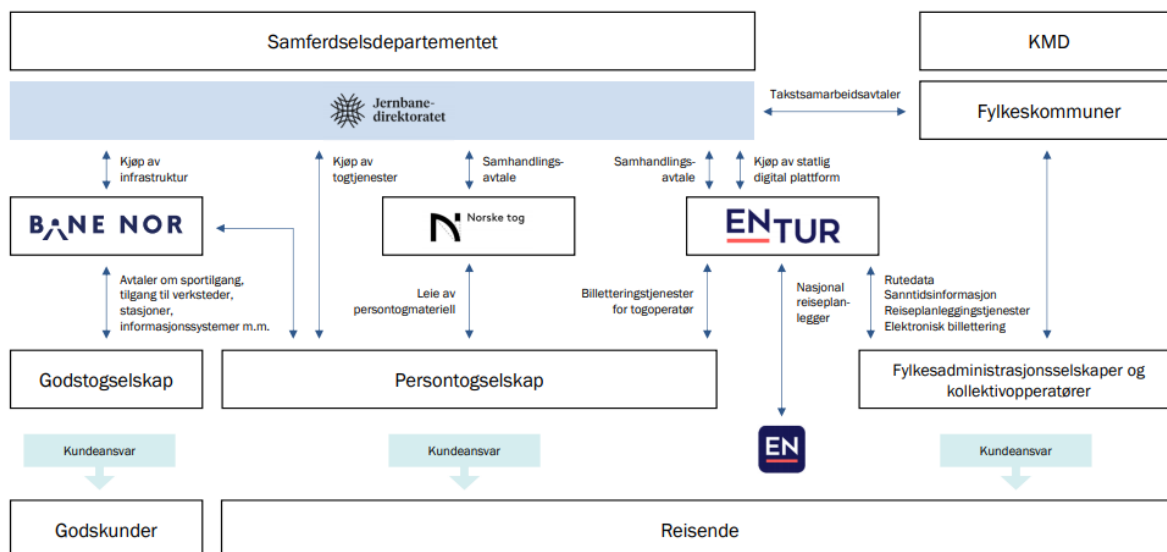 Samferdselsdepartementet
KMD
Jernbane-
direktoratet
Takstsamarbeidsavtaler
Fylkeskommuner
Kjøp av
infrastruktur
Kjøp av
togtjenester
Samhandlings-
avtale
Samhandlings-
avtale
Kjøp av statlig
digital plattform
BANE NOR
Norske tog
ENTUR
Avtaler om sportilgang,
tilgang til verksteder,
stasjoner,
informasjonssystemer m.m.
Leie av
persontogmateriell
Billetteringstjenester
for togoperatør
Nasjonal
reiseplan-
legger
Rutedata
Sanntidsinformasjon
Reiseplanleggingstjenester
Elektronisk billettering
Godstogselskap
Persontogselskap
Fylkesadministrasjonsselskaper og
kollektivoperatører
Kundeansvar
Kundeansvar
EN
Kundeansvar
Godskunder
Reisende